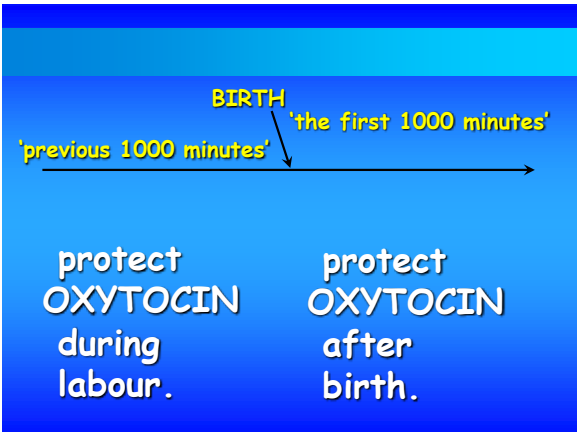 BIRTH
‘the first 1000 minutes’
‘previous 1000 minutes’
protect
OXYTOCIN
during
labour.
protect
OXYTOCIN
after
birth.